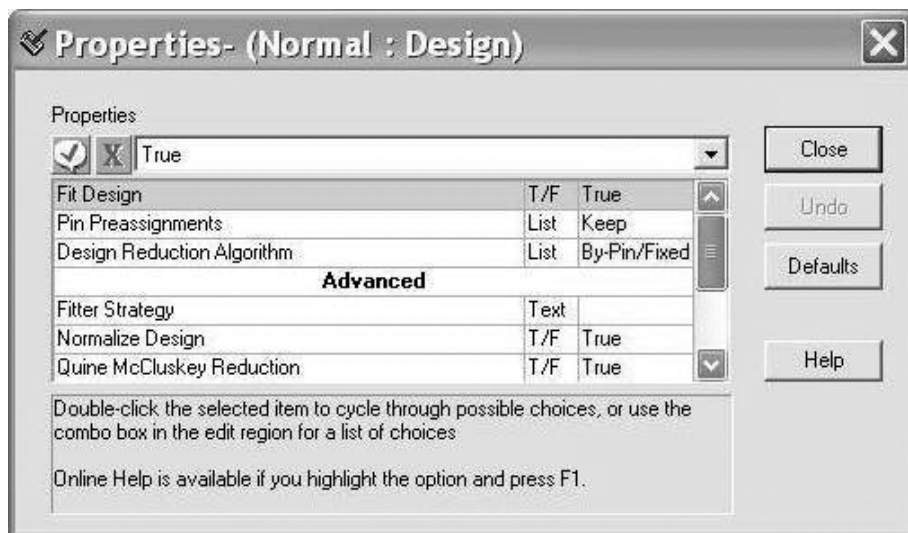 Properties- (Normal : Design)
Properties
True
Close
Fit Design T/F True
Undo
Pin Preassignments List Keep
Design Reduction Algorithm List By-Pin/Fixed
Defaults
Advanced
Fitter Strategy Text
Normalize Design T/F True
Quine McCluskey Reduction T/F True
Help
Double-click the selected item to cycle through possible choices, or use the
combo box in the edit region for a list of choices
Online Help is available if you highlight the option and press F1.